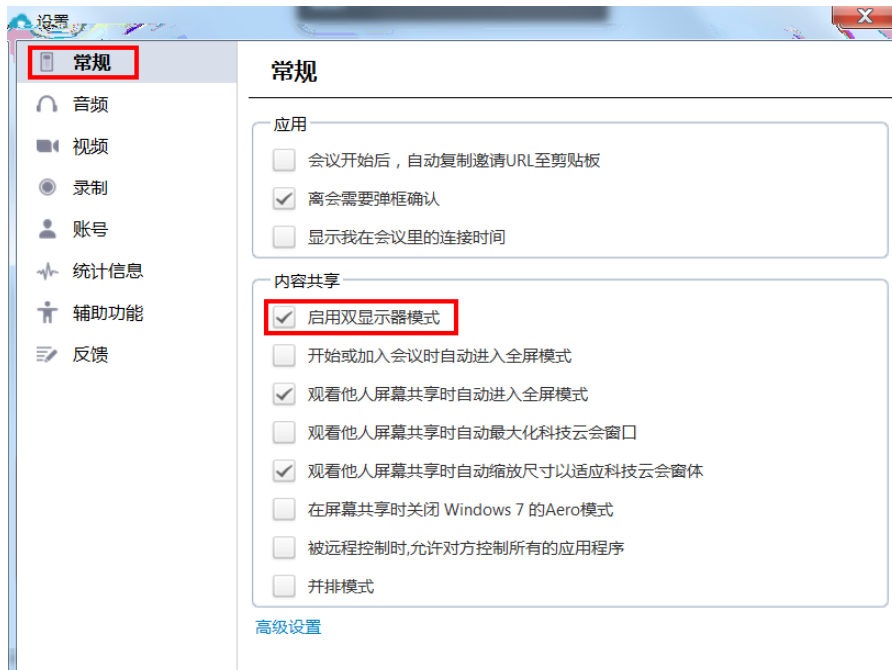 设置
常规
音频
视频
录制
账号
统计信息
辅助功能
反馈
常规
应用
会议开始后，自动复制邀请URL至剪贴板
离会需要弹框确认
显示我在会议里的连接时间
内容共享
启用双显示器模式
开始或加入会议时自动进入全屏模式
观看他人屏幕共享时自动进入全屏模式
观看他人屏幕共享时自动最大化科技云会窗口
观看他人屏幕共享时自动缩放尺寸以适应科技云会窗体
在屏幕共享时关闭 Windows 7 的Aero模式
被远程控制时,允许对方控制所有的应用程序
并排模式
高级设置